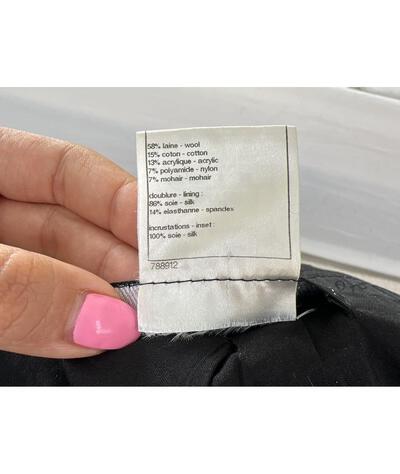 58% laine - wool
15% coton - cotton
13% acrylique - acrylic
7% polyamide - nylon
7% mohair - mohair
doublure - lining :
86% soie - silk
14% elasthanne - spandex
incrustations - inset :
100% soie - silk
788912